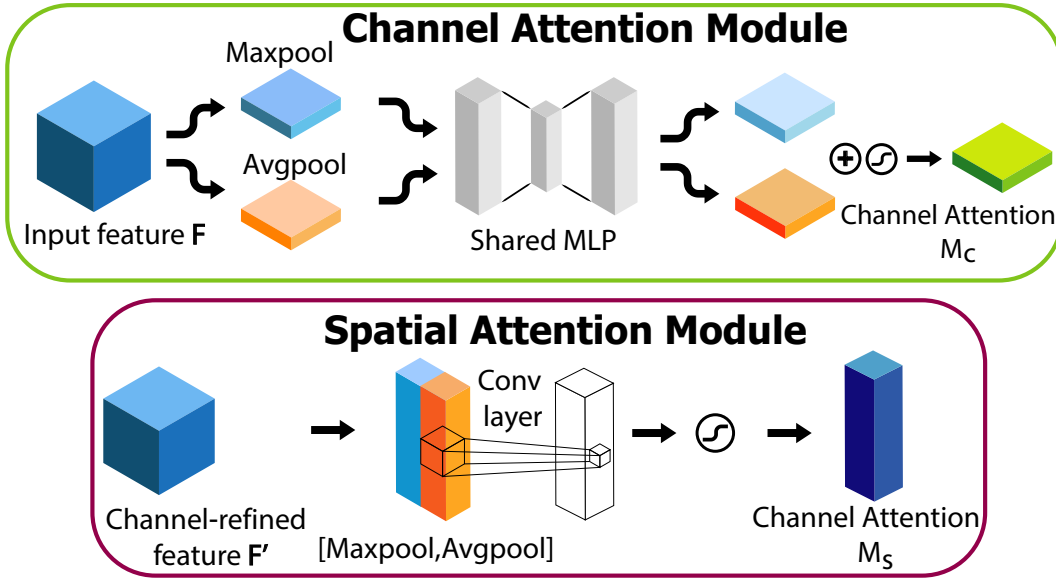 Channel Attention Module
Maxpool
Avgpool
Input feature F
Shared MLP
Channel Attention
Mc
Spatial Attention Module
Conv
layer
Channel-refined
feature F'
[Maxpool,Avgpool]
Channel Attention
Ms